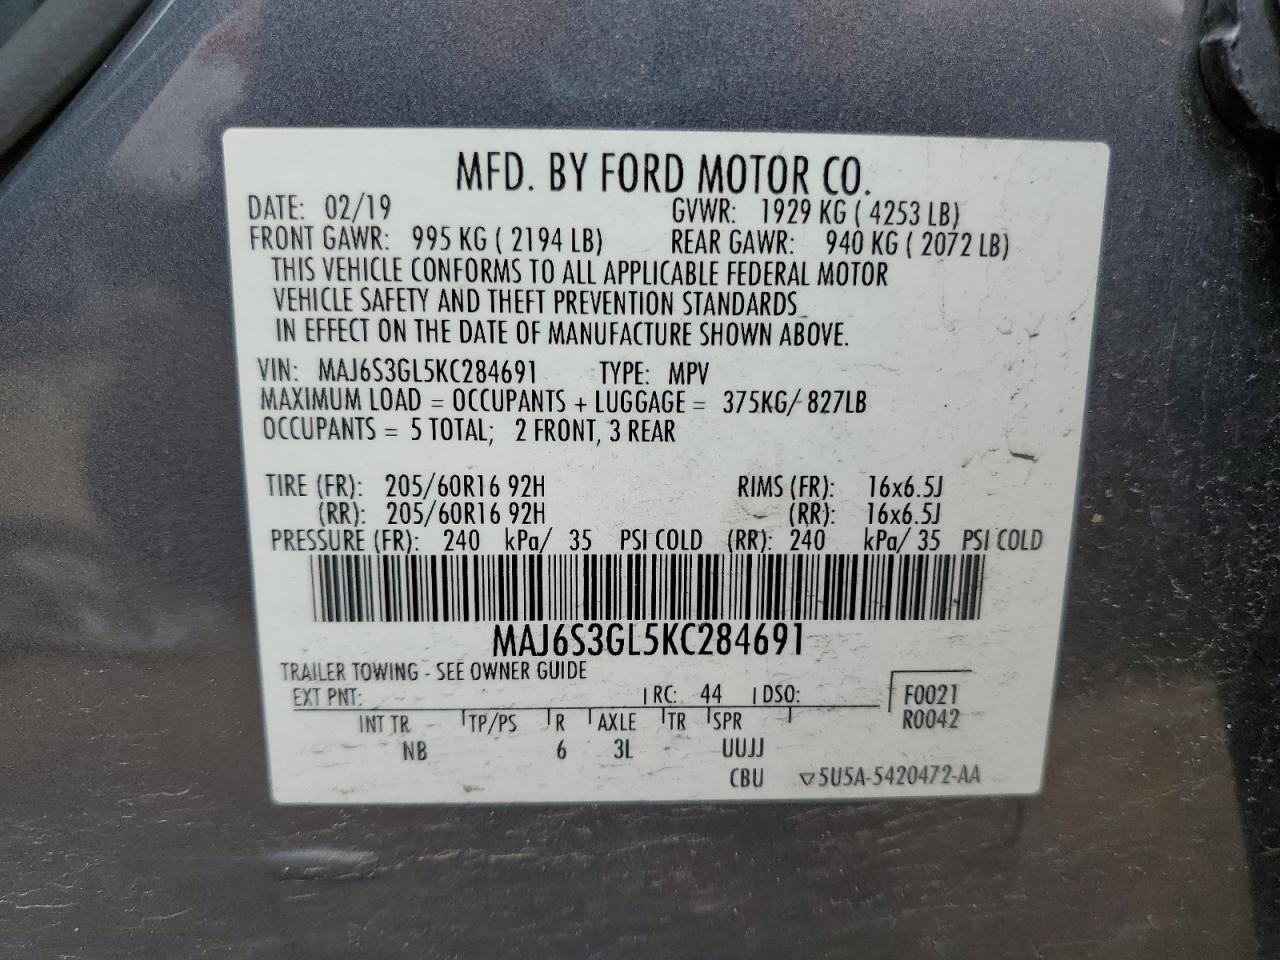 MFD. BY FORD MOTOR CO.
DATE: 02/19 GVWR: 1929 KG ( 4253 LB)
FRONT GAWR: 995 KG ( 2194 LB) REAR GAWR: 940 KG ( 2072 LB)
THIS VEHICLE CONFORMS TO ALL APPLICABLE FEDERAL MOTOR
VEHICLE SAFETY AND THEFT PREVENTION STANDARDS
IN EFFECT ON THE DATE OF MANUFACTURE SHOWN ABOVE.
VIN: MAJ6S3GL5KC284691 TYPE: MPV
MAXIMUM LOAD = OCCUPANTS + LUGGAGE = 375KG/ 827LB
OCCUPANTS = 5 TOTAL; 2 FRONT, 3 REAR
TIRE (FR): 205/60R16 92H RIMS (FR): 16x6.5J
(RR): 205/60R16 92H (RR): 16x6.5J
PRESSURE (FR): 240 kPa/ 35 PSI COLD (RR): 240 kPa/ 35 PSI COLD
MAJ6S3GL5KC284691
TRAILER TOWING - SEE OWNER GUIDE
EXT PNT: RC: 44 DSO: F0021
INT TR TP/PS R AXLE TR SPR R0042
NB 6 3L UUJJ
CBU ▽5U5A-5420472-AA